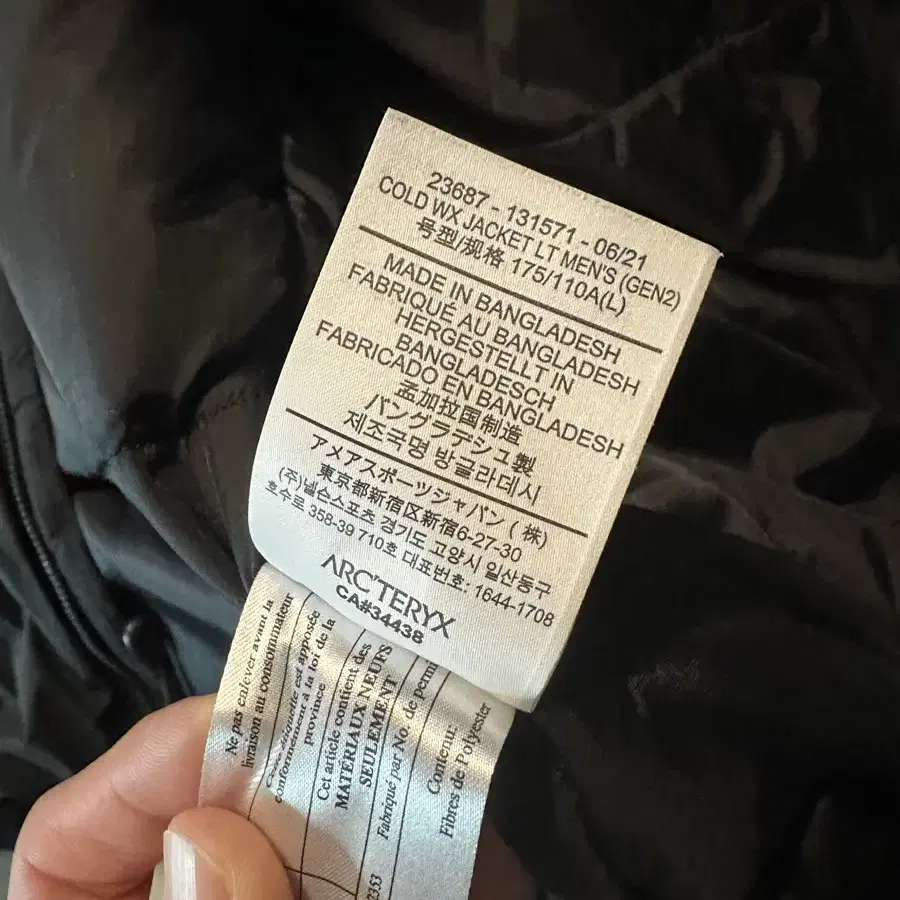 23687 - 131571 - 06/21
COLD WX JACKET LT MEN'S (GEN2)
号型/规格 175/110A(L)
MADE IN BANGLADESH
FABRIQUÉ AU BANGLADESH
HERGESTELLT IN
BANGLADESCH
FABRICADO EN BANGLADESH
孟加拉国制造
バングラデシュ製
제조국명 방글라데시
アメアスポーツジャパン (株)
東京都新宿区新宿6-27-30
(주)넬슨스포츠 경기도 고양시 일산동구
호수로 358-39 710호 대표번호: 1644-1708
ARC'TERYX
CA#34438
Ne pas enlever avant la
livraison au consommateur
Cette étiquette est apposée
conformément à la loi de la
province
Cet article contient des
MATÉRIAUX NEUFS
SEULEMENT
Fabriqué par No. de permi
2353
Contenu:
Fibres de Polyester